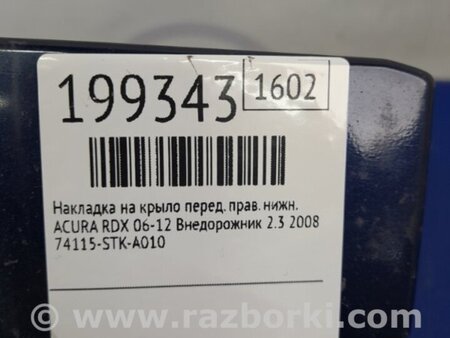 199343 1602
Накладка на крыло перед. прав. нижн.
ACURA RDX 06-12 Внедорожник 2.3 2008
74115-STK-A010
© www.razborki.com